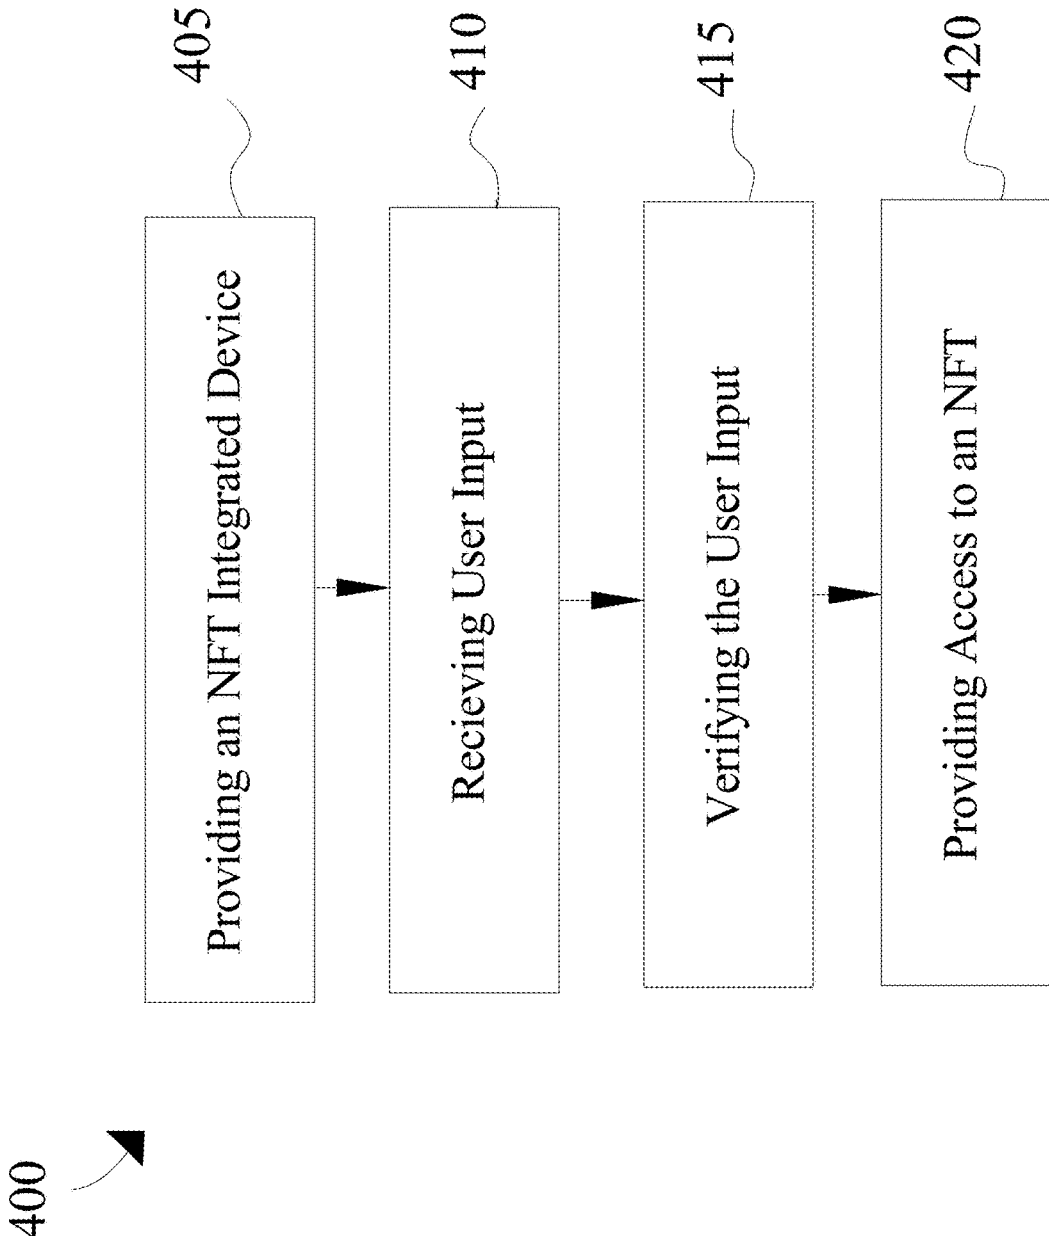 400
Providing an NFT Integrated Device
405
Recieving User Input
410
Verifying the User Input
415
Providing Access to an NFT
420